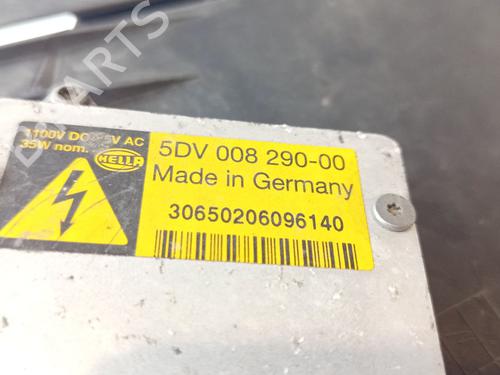 B-PARTS
1100V DC 85V AC
35W nom.
HELLA
5DV 008 290-00
Made in Germany
30650206096140